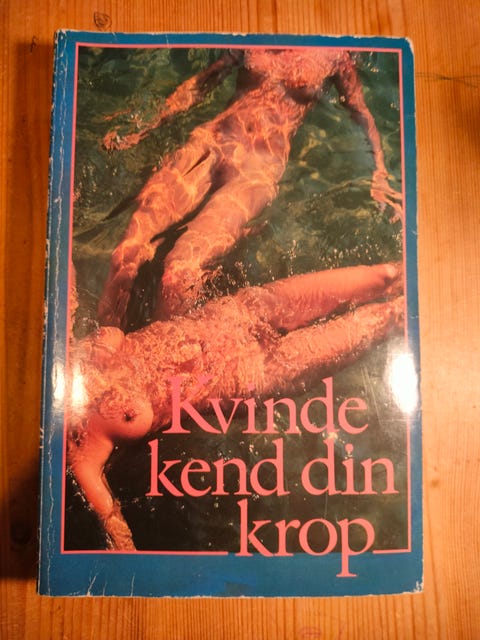 Kvinde
kend din
krop